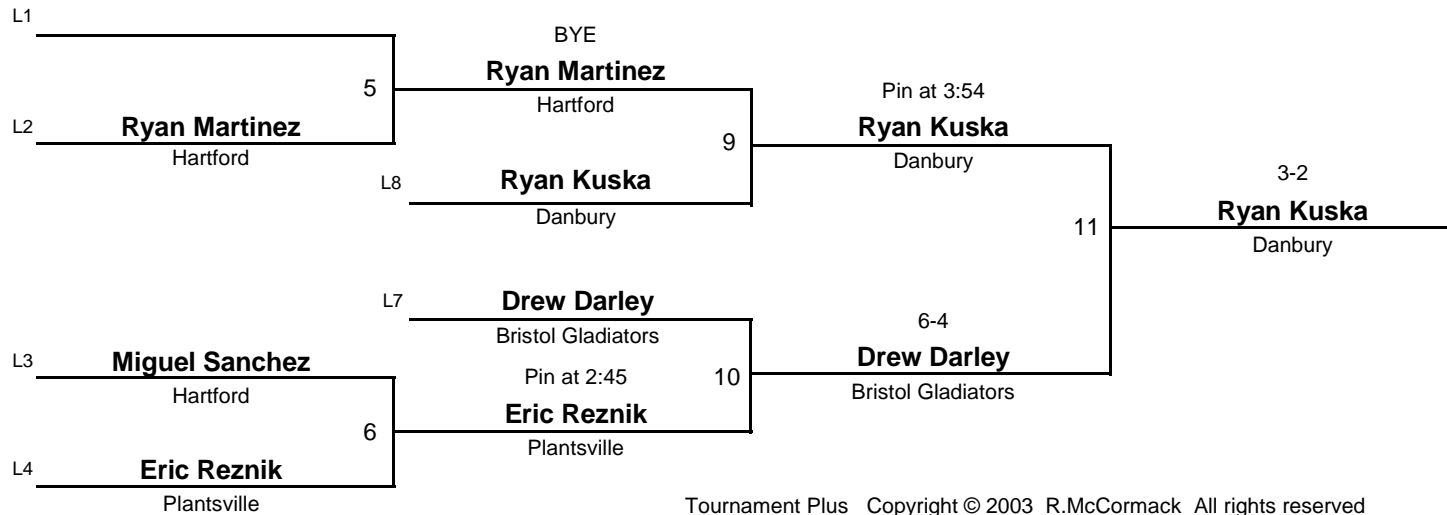 L1
BYE
Ryan Martinez
Hartford
5
Pin at 3:54
Ryan Kuska
Danbury
L2
Ryan Martinez
Hartford
9
L8
Ryan Kuska
Danbury
3-2
Ryan Kuska
Danbury
11
L7
Drew Darley
Bristol Gladiators
6-4
Drew Darley
Bristol Gladiators
L3
Miguel Sanchez
Hartford
Pin at 2:45
10
Eric Reznik
Plantsville
6
L4
Eric Reznik
Plantsville
Tournament Plus Copyright © 2003 R.McCormack All rights reserved